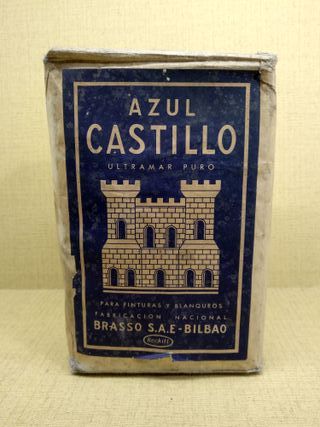 AZUL
CASTILLO
ULTRAMAR PURO
PARA PINTURAS Y BLANQUEOS
FABRICACION NACIONAL
BRASSO S.A.E-BILBAO
Reckitt